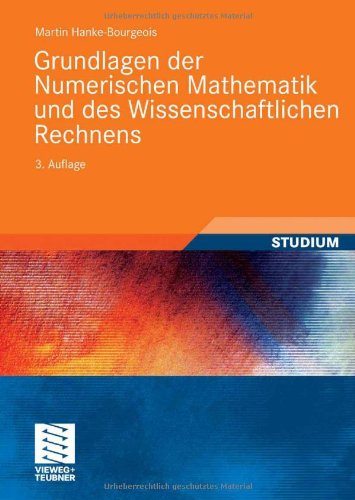 Urheberrechtlich geschütztes Material
Martin Hanke-Bourgeois
Grundlagen der
Numerischen Mathematik
und des Wissenschaftlichen
Rechnens
3. Auflage
STUDIUM
VIEWEG+
TEUBNER
Urheberrechtlich geschütztes Material